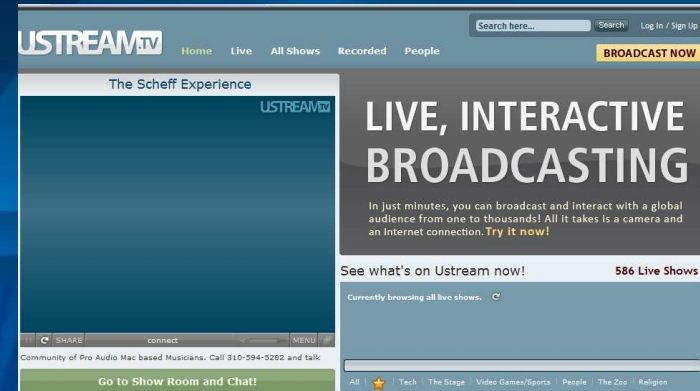 Search here...
Search
Log In / Sign Up
USTREAM.TV
Home
Live
All Shows
Recorded
People
BROADCAST NOW
The Scheff Experience
USTREAM.TV
LIVE, INTERACTIVE
BROADCASTING
In just minutes, you can broadcast and interact with a global
audience from one to thousands! All it takes is a camera and
an Internet connection. Try it now!
See what's on Ustream now!
586 Live Shows
Currently browsing all live shows.
SHARE
connect
MENU
Community of Pro Audio Mac based Musicians. Call 310-594-5282 and talk
Go to Show Room and Chat!
All | Tech | The Stage | Video Games/Sports | People | The Zoo | Religion